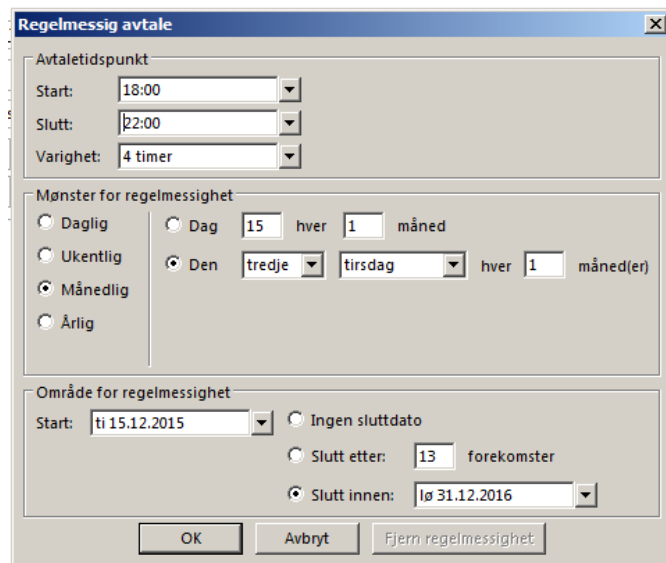 Regelmessig avtale
Avtaletidspunkt
Start: 18:00
Slutt: 22:00
Varighet: 4 timer
Mønster for regelmessighet
Daglig
Dag 15 hver 1 måned
Ukentlig
Den tredje tirsdag hver 1 måned(er)
Månedlig
Årlig
Område for regelmessighet
Start: ti 15.12.2015
Ingen sluttdato
Slutt etter: 13 forekomster
Slutt innen: lø 31.12.2016
OK Avbryt Fjern regelmessighet